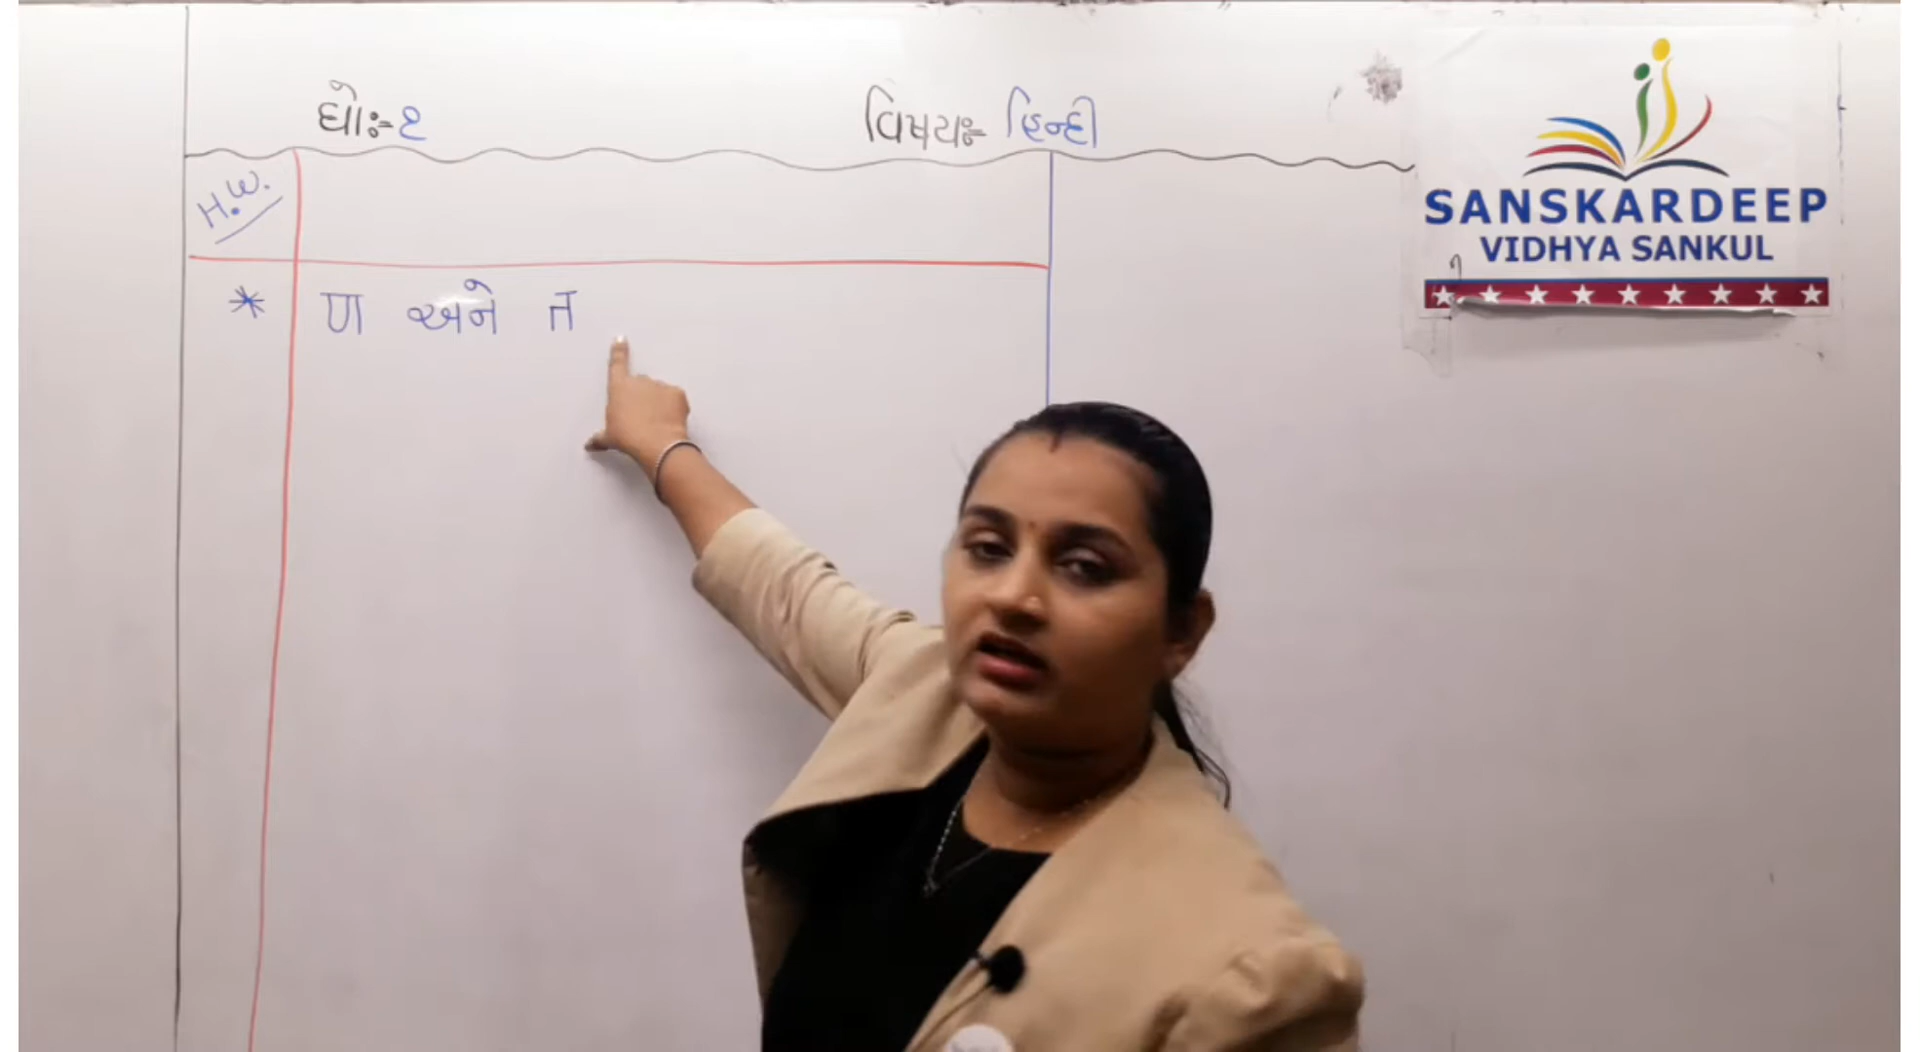 ધો:- ૨
વિષય:- હિન્દી
H.W.
* ण અને त
SANSKARDEEP
VIDHYA SANKUL